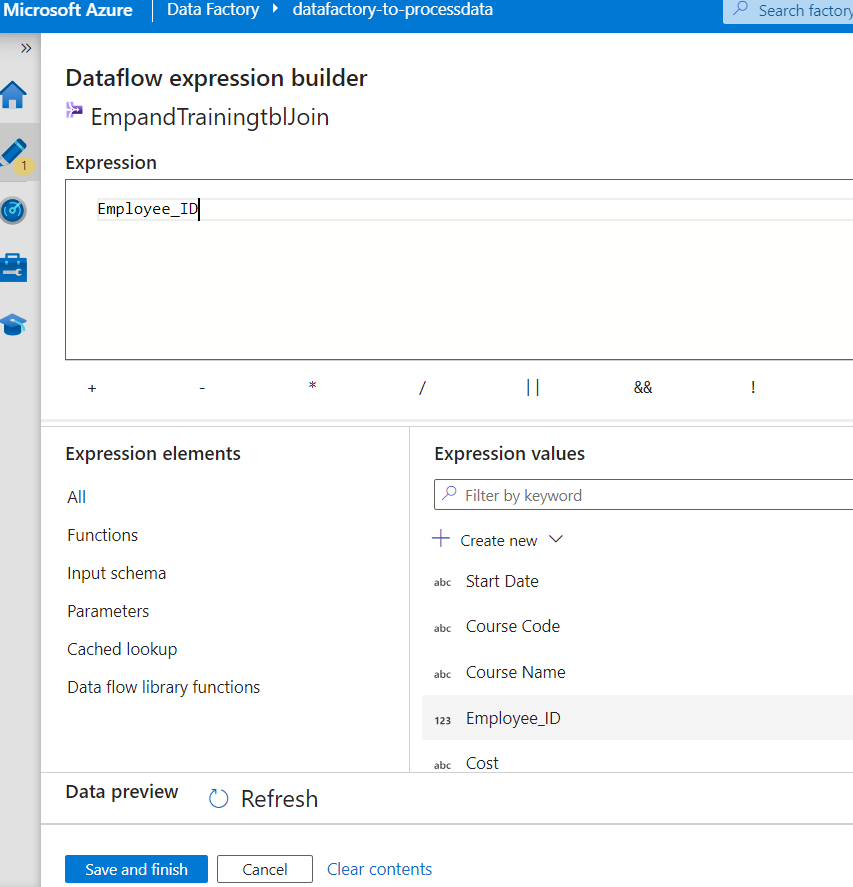 Microsoft Azure
Data Factory
datafactory-to-processdata
Search factory
»
1
Dataflow expression builder
EmpandTrainingtblJoin
Expression
Employee_ID
+ - * / || && !
Expression elements
All
Functions
Input schema
Parameters
Cached lookup
Data flow library functions
Expression values
Filter by keyword
Create new
abc Start Date
abc Course Code
abc Course Name
123 Employee_ID
abc Cost
Data preview
Refresh
Save and finish
Cancel
Clear contents